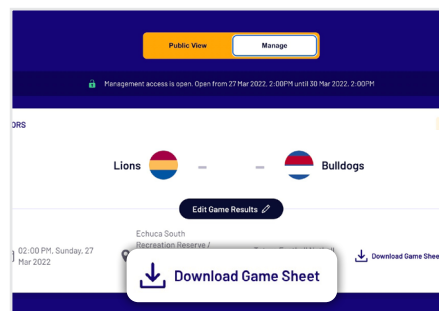 Public View Manage
Management access is open. Open from 27 Mar 2022, 2:00PM until 30 Mar 2022, 2:00PM
ORS
Lions – – Bulldogs
Edit Game Results
Echuca South
02:00 PM, Sunday, 27 Recreation Reserve / Download Game Shee
Mar 2022
Download Game Sheet